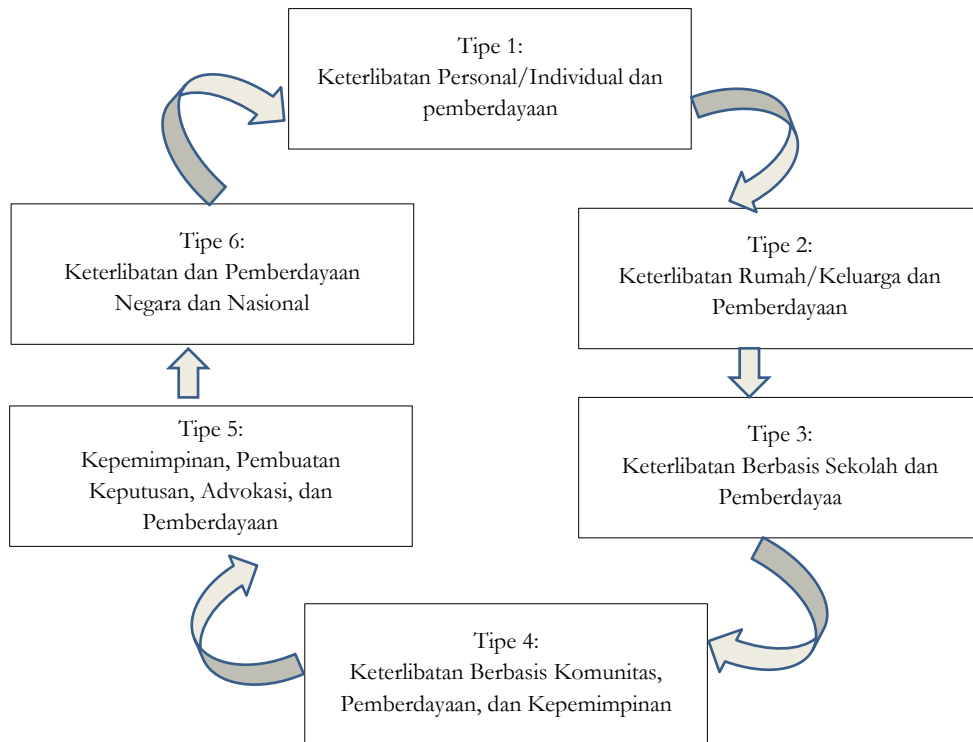 Tipe 1:
Keterlibatan Personal/Individual dan
pemberdayaan
Tipe 2:
Keterlibatan Rumah/Keluarga dan
Pemberdayaan
Tipe 3:
Keterlibatan Berbasis Sekolah dan
Pemberdayaa
Tipe 4:
Keterlibatan Berbasis Komunitas,
Pemberdayaan, dan Kepemimpinan
Tipe 5:
Kepemimpinan, Pembuatan
Keputusan, Advokasi, dan
Pemberdayaan
Tipe 6:
Keterlibatan dan Pemberdayaan
Negara dan Nasional